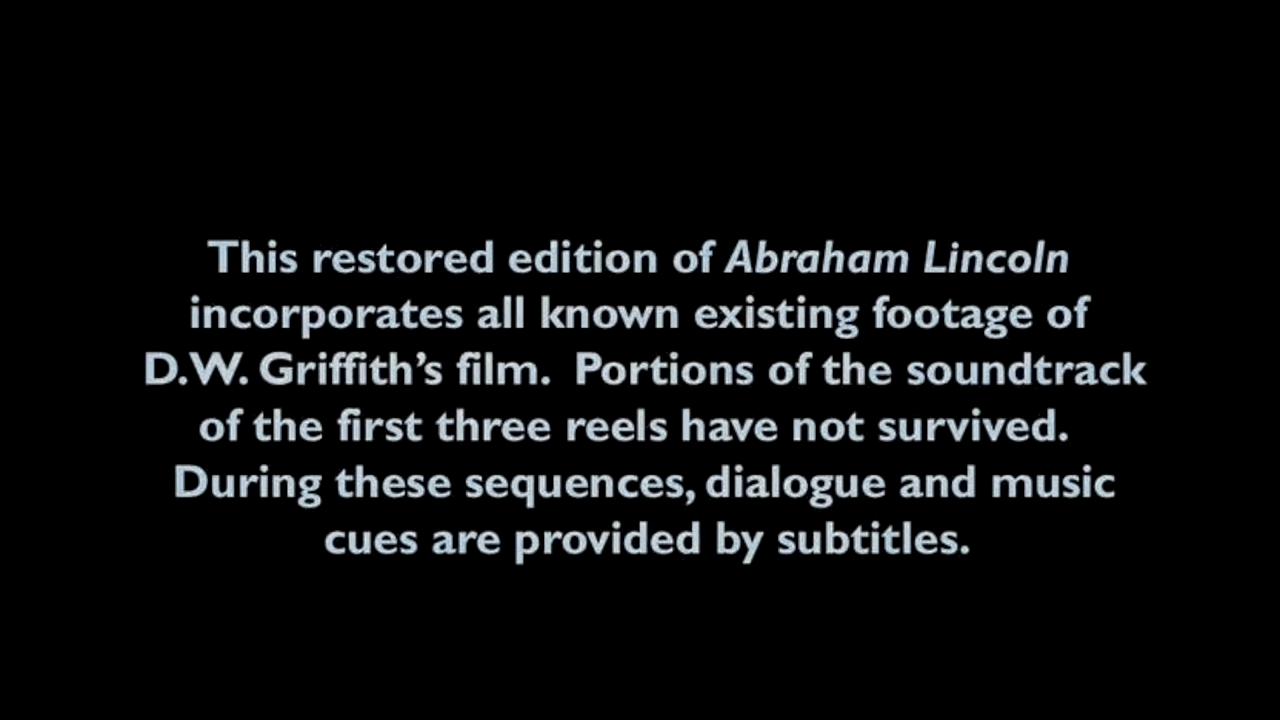 This restored edition of Abraham Lincoln
incorporates all known existing footage of
D.W. Griffith’s film.  Portions of the soundtrack
of the first three reels have not survived.
During these sequences, dialogue and music
cues are provided by subtitles.